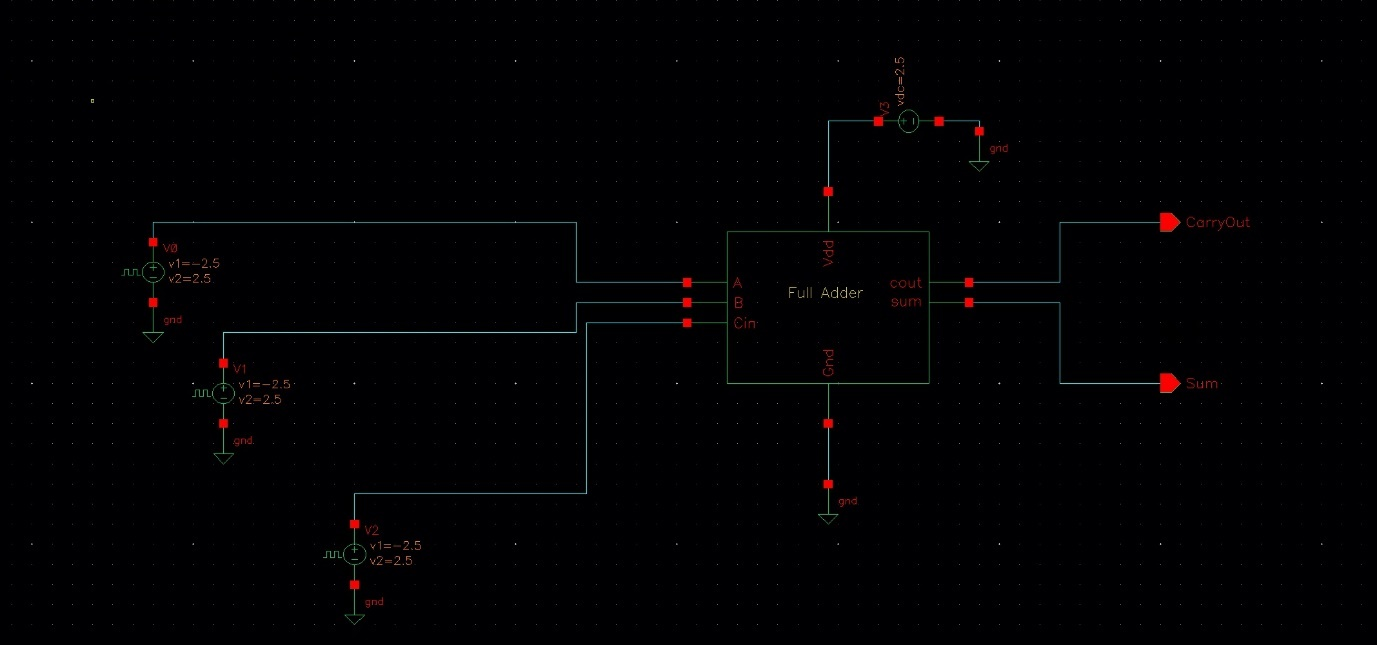 vdc=2.5
V3
gnd
CarryOut
V0
v1=-2.5
v2=2.5
gnd
Vdd
A
B
Cin
Full Adder
cout
sum
Gnd
V1
v1=-2.5
v2=2.5
gnd
Sum
gnd
V2
v1=-2.5
v2=2.5
gnd